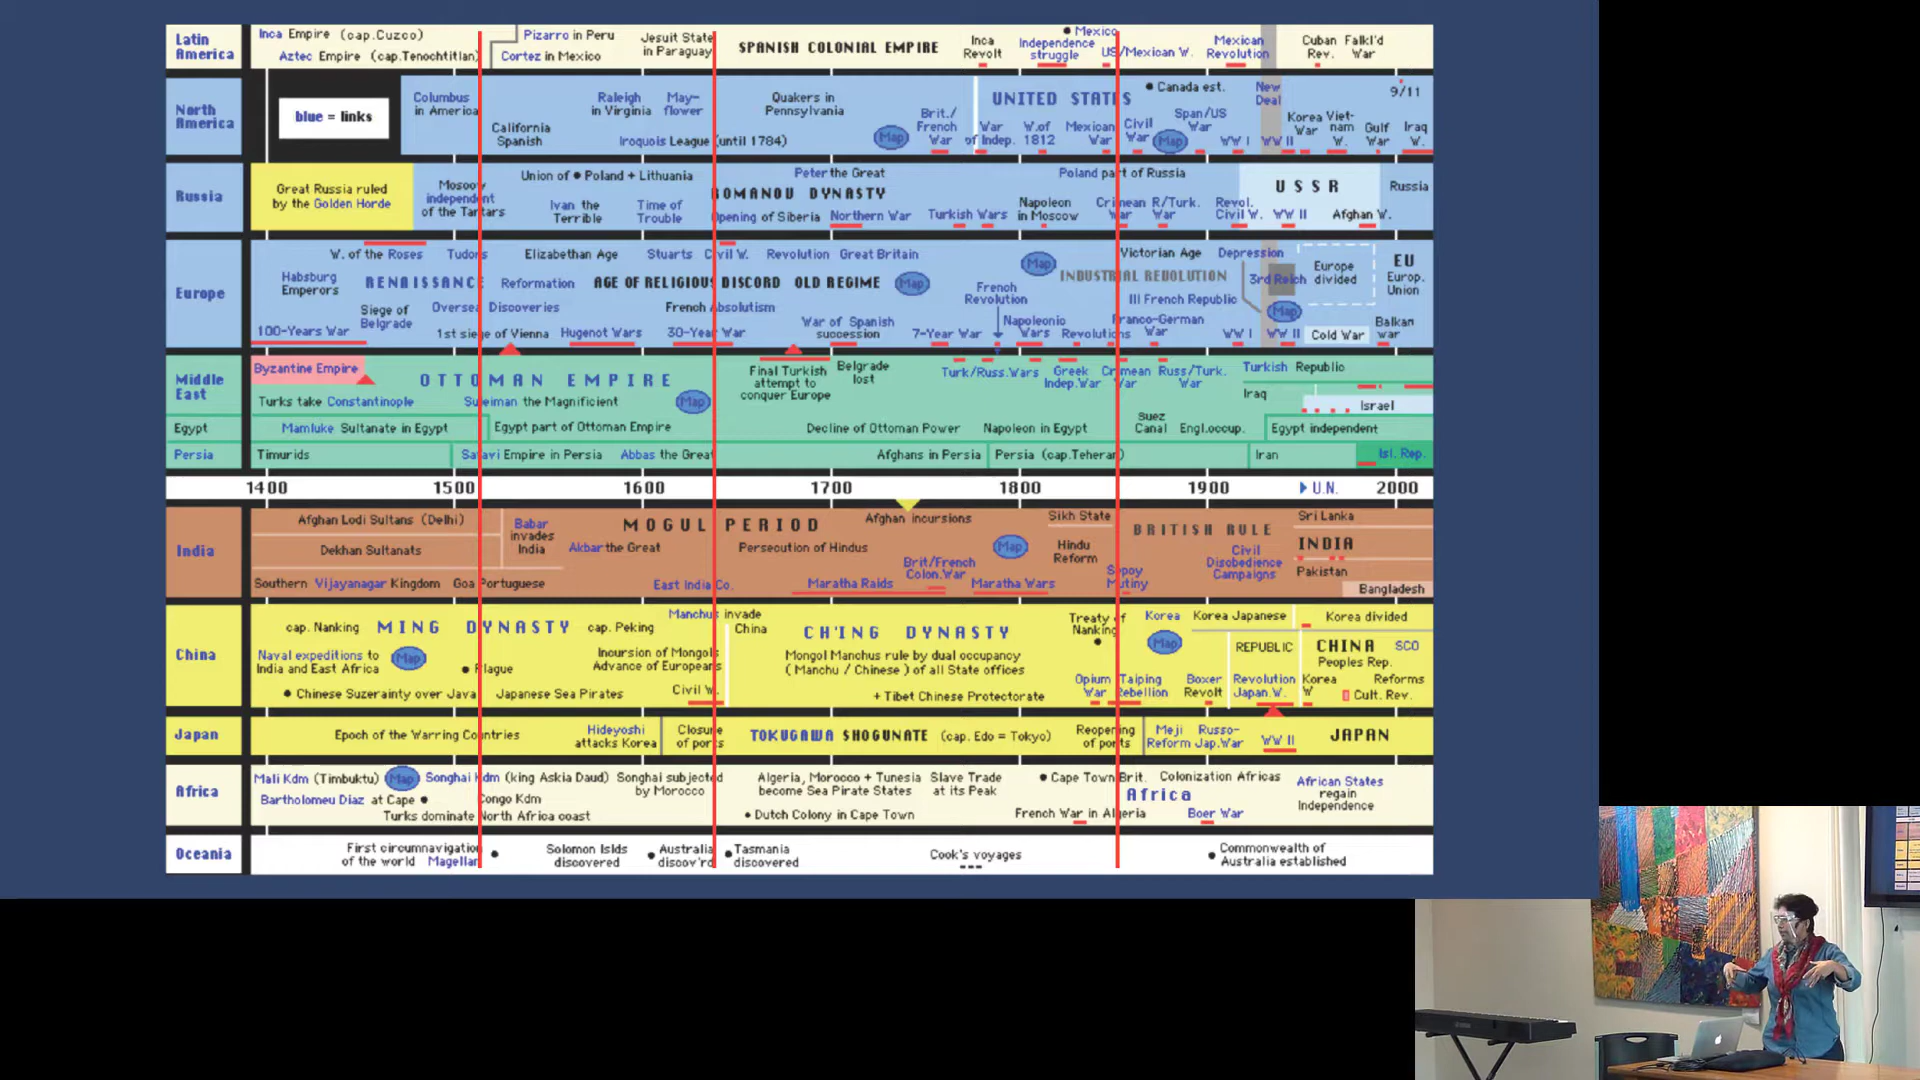 Latin
America
Inca Empire (cap.Cuzco)
Aztec Empire (cap.Tenochtitlan)
Pizarro in Peru
Cortez in Mexico
Jesuit State
in Paraguay
SPANISH COLONIAL EMPIRE
Inca
Revolt
Mexico
Independence
struggle
US/Mexican W.
Mexican
Revolution
Cuban
Rev.
Falkl'd
War
North
America
blue = links
Columbus
in America
California
Spanish
Raleigh
in Virginia
May-
flower
Iroquois League (until 1784)
Quakers in
Pennsylvania
Map
Brit./
French
War
UNITED STATES
War
of Indep.
W.of
1812
Mexican
War
Civil
War
Canada est.
Map
Span/US
War
WW I
New
Deal
WW II
Korea
War
Viet-
nam
W.
Gulf
War
9/11
Iraq
W.
Russia
Great Russia ruled
by the Golden Horde
Moscow
independent
of the Tartars
Union of • Poland + Lithuania
Ivan the
Terrible
Time of
Trouble
ROMANOV DYNASTY
Opening of Siberia
Peter the Great
Northern War
Turkish Wars
Napoleon
in Moscow
Poland part of Russia
Crimean
War
R/Turk.
War
Revol.
Civil W.
USSR
WW II
Afghan W.
Russia
Europe
W. of the Roses
Tudors
Elizabethan Age
Stuarts
Civil W.
Revolution
Great Britain
Map
Victorian Age
Depression
Habsburg
Emperors
RENAISSANCE
Reformation
AGE OF RELIGIOUS DISCORD
OLD REGIME
Map
INDUSTRIAL REVOLUTION
3rd Reich
Europe
divided
EU
Europ.
Union
Siege of
Belgrade
Oversea Discoveries
French Absolutism
French
Revolution
III French Republic
Map
100-Years War
1st siege of Vienna
Hugenot Wars
30-Year War
War of Spanish
succession
7-Year War
Napoleonic
Wars
Revolutions
Franco-German
War
WW I
WW II
Cold War
Balkan
war
Middle
East
Byzantine Empire
OTTOMAN EMPIRE
Turks take Constantinople
Suleiman the Magnificient
Map
Final Turkish
attempt to
conquer Europe
Belgrade
lost
Turk/Russ.Wars
Greek
Indep.War
Crimean
War
Russ/Turk.
War
Turkish Republic
Iraq
Israel
Egypt
Mamluke Sultanate in Egypt
Egypt part of Ottoman Empire
Decline of Ottoman Power
Napoleon in Egypt
Suez
Canal
Engl.occup.
Egypt independent
Persia
Timurids
Safavi Empire in Persia
Abbas the Great
Afghans in Persia
Persia (cap.Teheran)
Iran
Isl. Rep.
1400
1500
1600
1700
1800
1900
U.N.
2000
India
Afghan Lodi Sultans (Delhi)
Dekhan Sultanats
Southern Vijayanagar Kingdom
Goa Portuguese
Babar
invades
India
MOGUL PERIOD
Akbar the Great
East India Co.
Persecution of Hindus
Maratha Raids
Afghan incursions
Brit/French
Colon.War
Map
Maratha Wars
Sikh State
Hindu
Reform
Sepoy
Mutiny
BRITISH RULE
Civil
Disobedience
Campaigns
Sri Lanka
INDIA
Pakistan
Bangladesh
China
cap. Nanking
MING DYNASTY
cap. Peking
Manchus invade
China
Naval expeditions to
India and East Africa
Map
Plague
Chinese Suzerainty over Java
Japanese Sea Pirates
Incursion of Mongols
Advance of Europeans
Civil W.
CH'ING DYNASTY
Mongol Manchus rule by dual occupancy
( Manchu / Chinese ) of all State offices
+ Tibet Chinese Protectorate
Treaty of
Nanking
Opium
War
Taiping
Rebellion
Korea
Map
Korea Japanese
Boxer
Revolt
REPUBLIC
Revolution
Japan.W.
Korea divided
CHINA
Peoples Rep.
SCO
Korea
W
Reforms
Cult. Rev.
Japan
Epoch of the Warring Countries
Hideyoshi
attacks Korea
Closure
of ports
TOKUGAWA SHOGUNATE (cap. Edo = Tokyo)
Reopening
of ports
Meji
Reform
Russo-
Jap.War
WW II
JAPAN
Africa
Mali Kdm (Timbuktu)
Map
Songhai Kdm (king Askia Daud)
Songhai subjected
by Morocco
Bartholomeu Diaz at Cape
Congo Kdm
Turks dominate North Africa coast
Algeria, Morocco + Tunesia
become Sea Pirate States
Dutch Colony in Cape Town
Slave Trade
at its Peak
Cape Town Brit.
Africa
French War in Algeria
Colonization Africas
Boer War
African States
regain
Independence
Oceania
First circumnavigation
of the world Magellan
Solomon Islds
discovered
Australia
discov'rd
Tasmania
discovered
Cook's voyages
Commonwealth of
Australia established